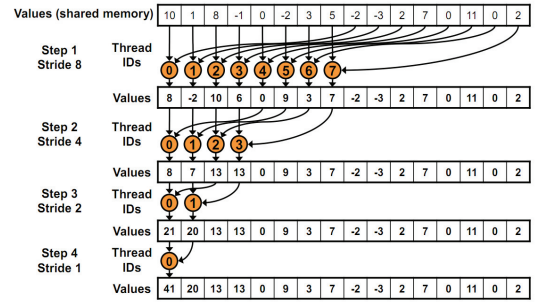 Values (shared memory) 10 1 8 -1 0 -2 3 5 -2 -3 2 7 0 11 0 2
Step 1 Thread
Stride 8 IDs 0 1 2 3 4 5 6 7
Values 8 -2 10 6 0 9 3 7 -2 -3 2 7 0 11 0 2
Step 2 Thread
Stride 4 IDs 0 1 2 3
Values 8 7 13 13 0 9 3 7 -2 -3 2 7 0 11 0 2
Step 3 Thread
Stride 2 IDs 0 1
Values 21 20 13 13 0 9 3 7 -2 -3 2 7 0 11 0 2
Step 4 Thread
Stride 1 IDs 0
Values 41 20 13 13 0 9 3 7 -2 -3 2 7 0 11 0 2